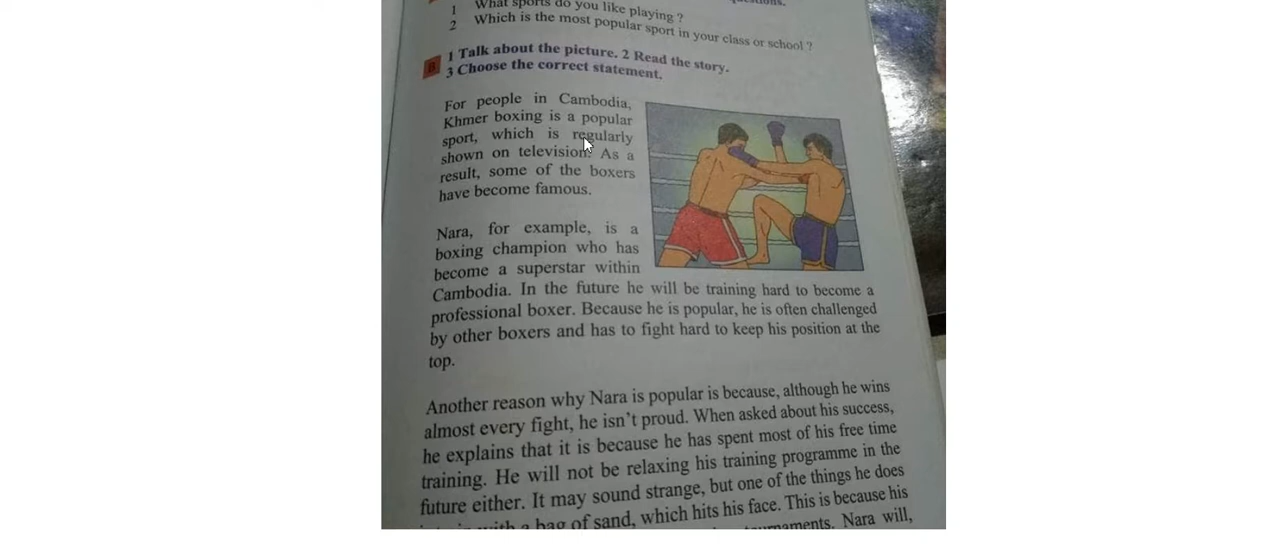 1 What sports do you like playing ?
2 Which is the most popular sport in your class or school ?
B 1 Talk about the picture. 2 Read the story.
3 Choose the correct statement.
For people in Cambodia,
Khmer boxing is a popular
sport, which is regularly
shown on television. As a
result, some of the boxers
have become famous.
Nara, for example, is a
boxing champion who has
become a superstar within
Cambodia. In the future he will be training hard to become a
professional boxer. Because he is popular, he is often challenged
by other boxers and has to fight hard to keep his position at the
top.
Another reason why Nara is popular is because, although he wins
almost every fight, he isn't proud. When asked about his success,
he explains that it is because he has spent most of his free time
training. He will not be relaxing his training programme in the
future either. It may sound strange, but one of the things he does
with a bag of sand, which hits his face. This is because his
Nara will,